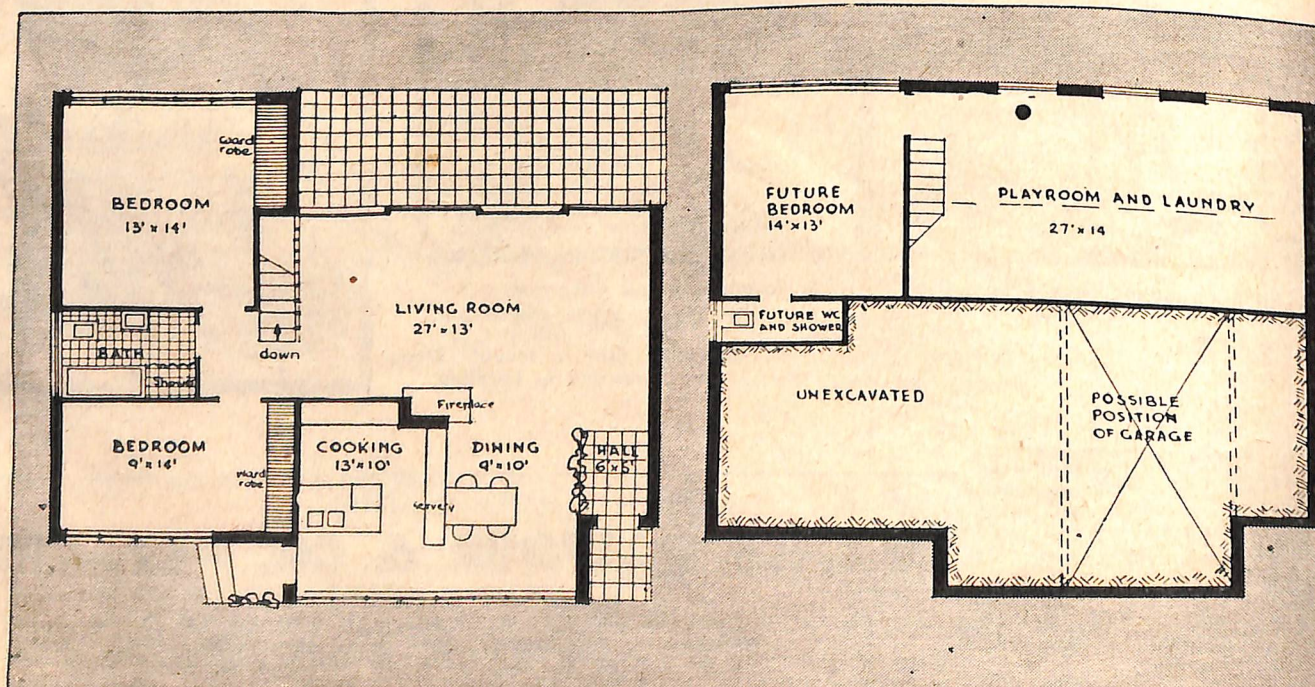 ward
robe
BEDROOM
13' x 14'
LIVING ROOM
27' x 13'
down
BATH
Shower
Fireplace
BEDROOM
9' x 14'
ward
robe
COOKING
13' x 10'
DINING
9' x 10'
HALL
6' x 5'
Servery
FUTURE
BEDROOM
14' x 13'
PLAYROOM AND LAUNDRY
27' x 14
FUTURE WC
AND SHOWER
UNEXCAVATED
POSSIBLE
POSITION
OF GARAGE